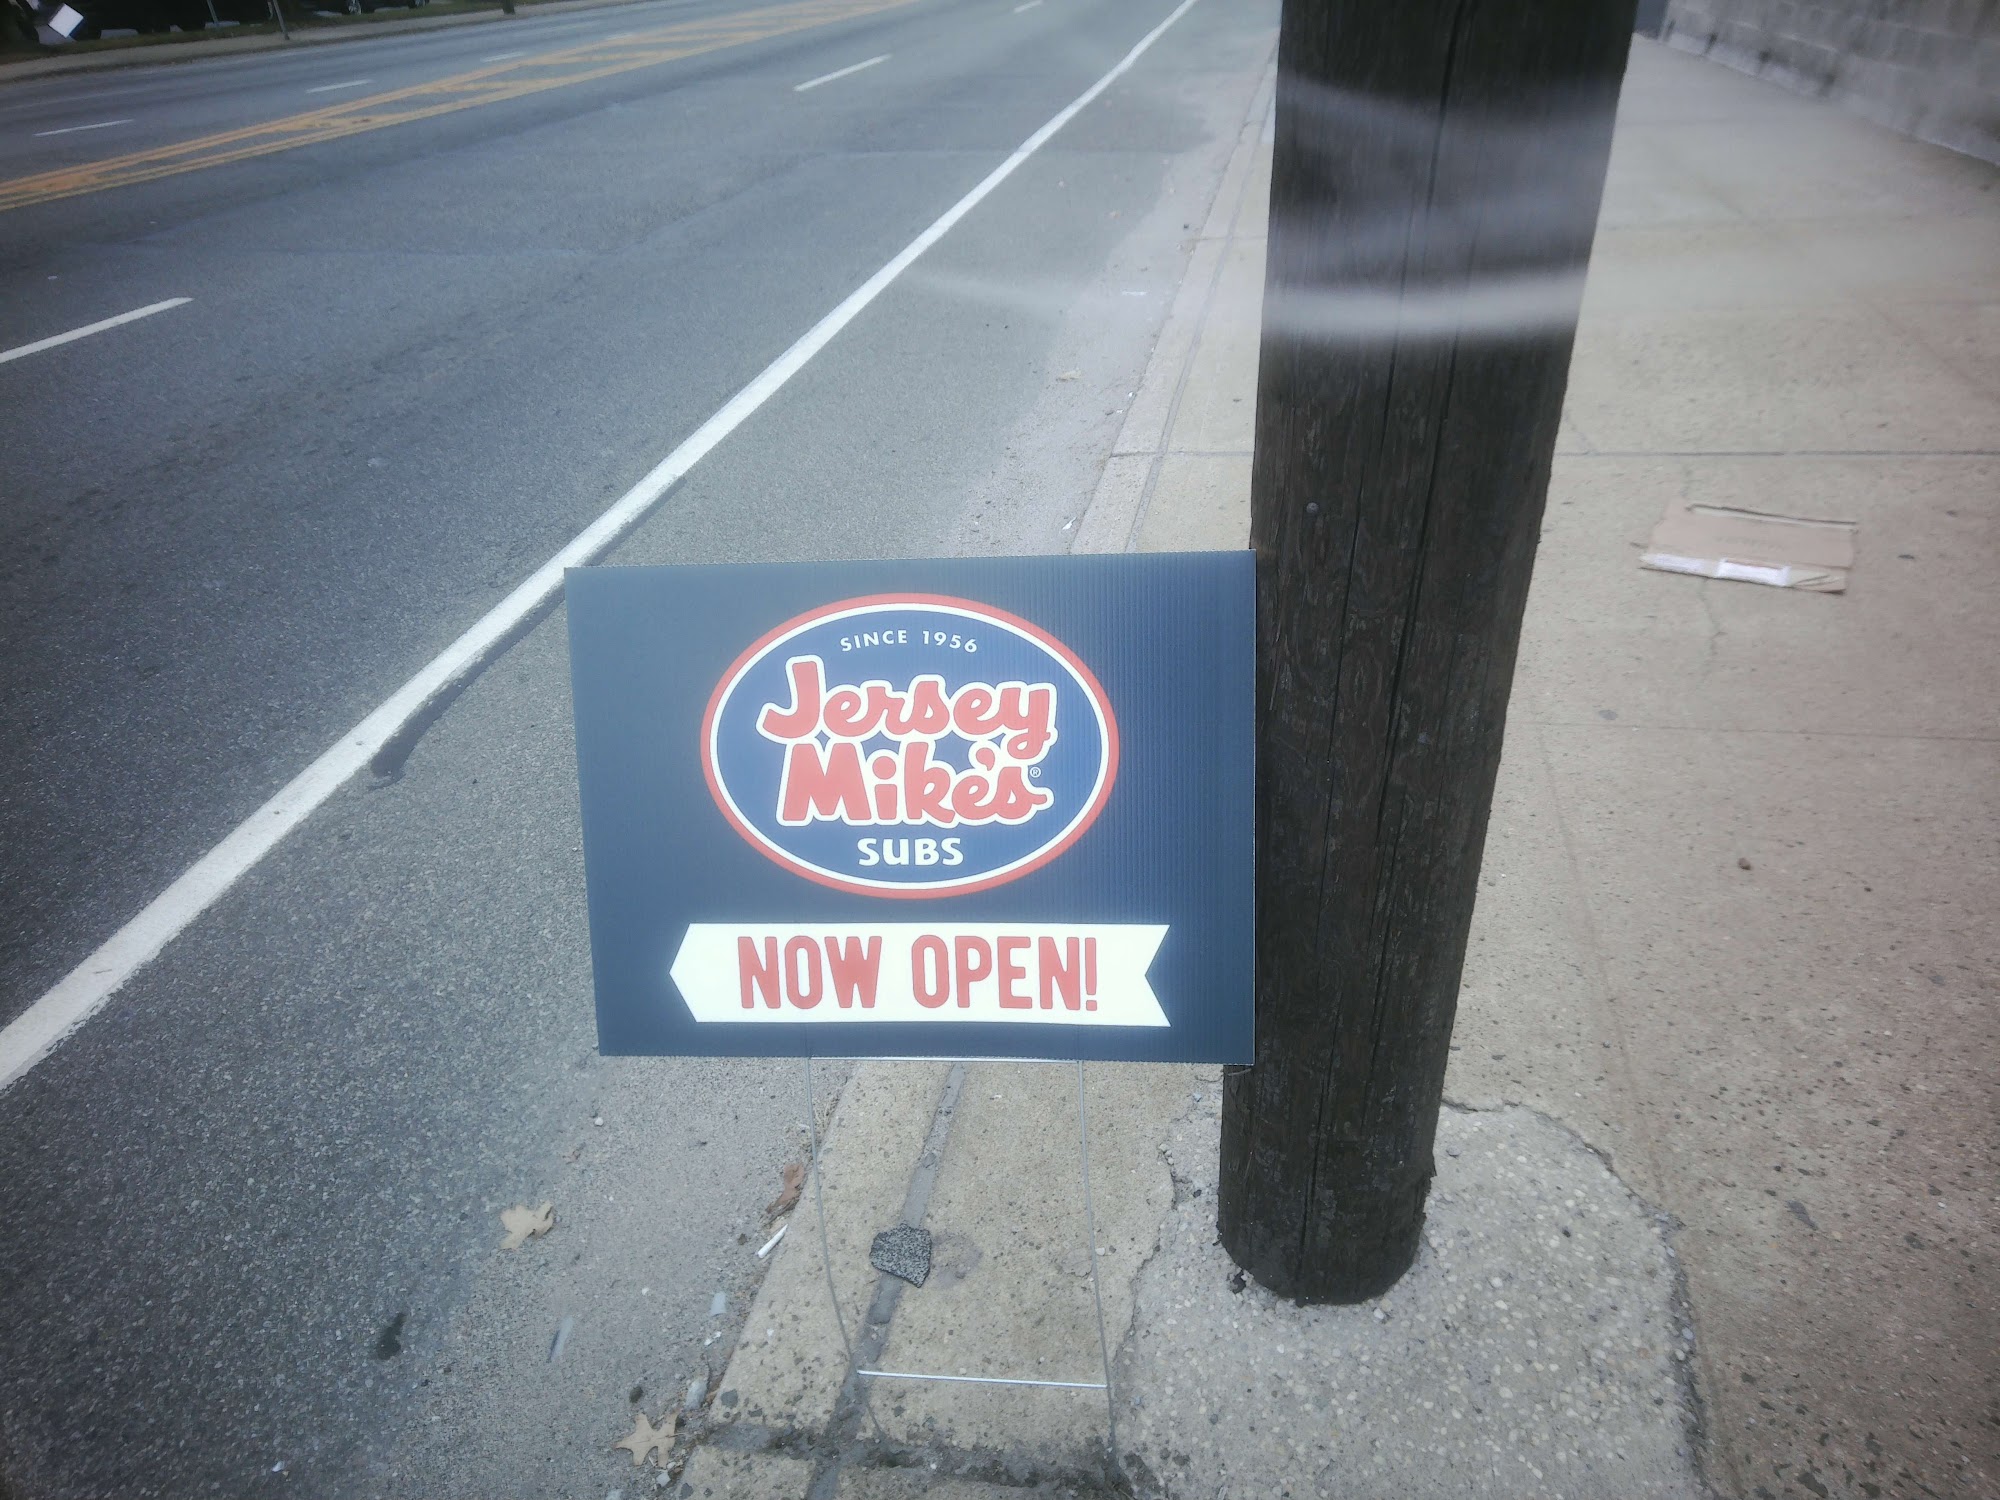 SINCE 1956
Jersey
Mike's®
SUBS
NOW OPEN!